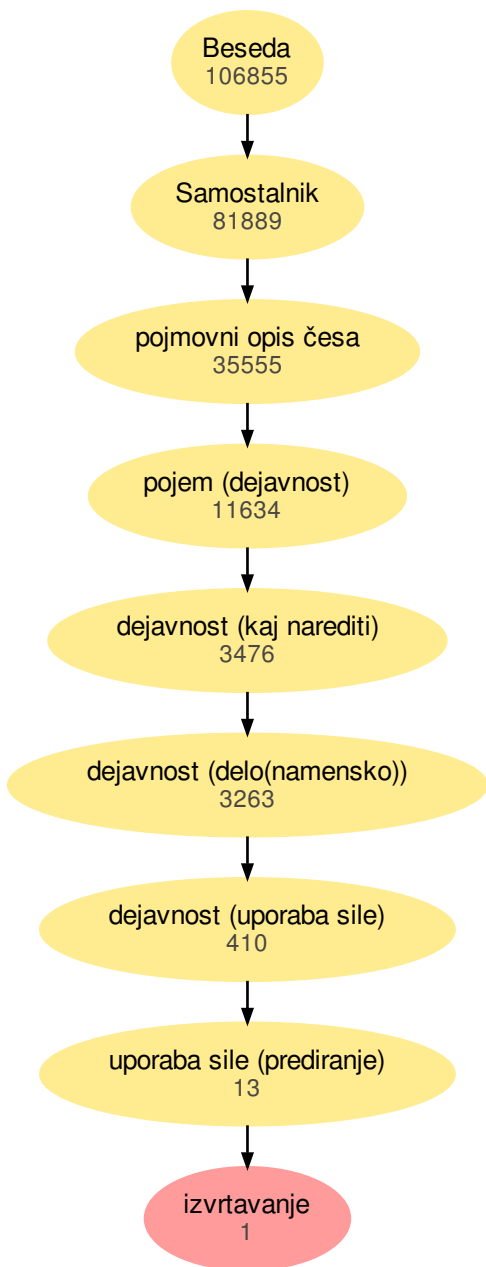 Beseda
106855
Samostalnik
81889
pojmovni opis česa
35555
pojem (dejavnost)
11634
dejavnost (kaj narediti)
3476
dejavnost (delo(namensko))
3263
dejavnost (uporaba sile)
410
uporaba sile (prediranje)
13
izvrtavanje
1